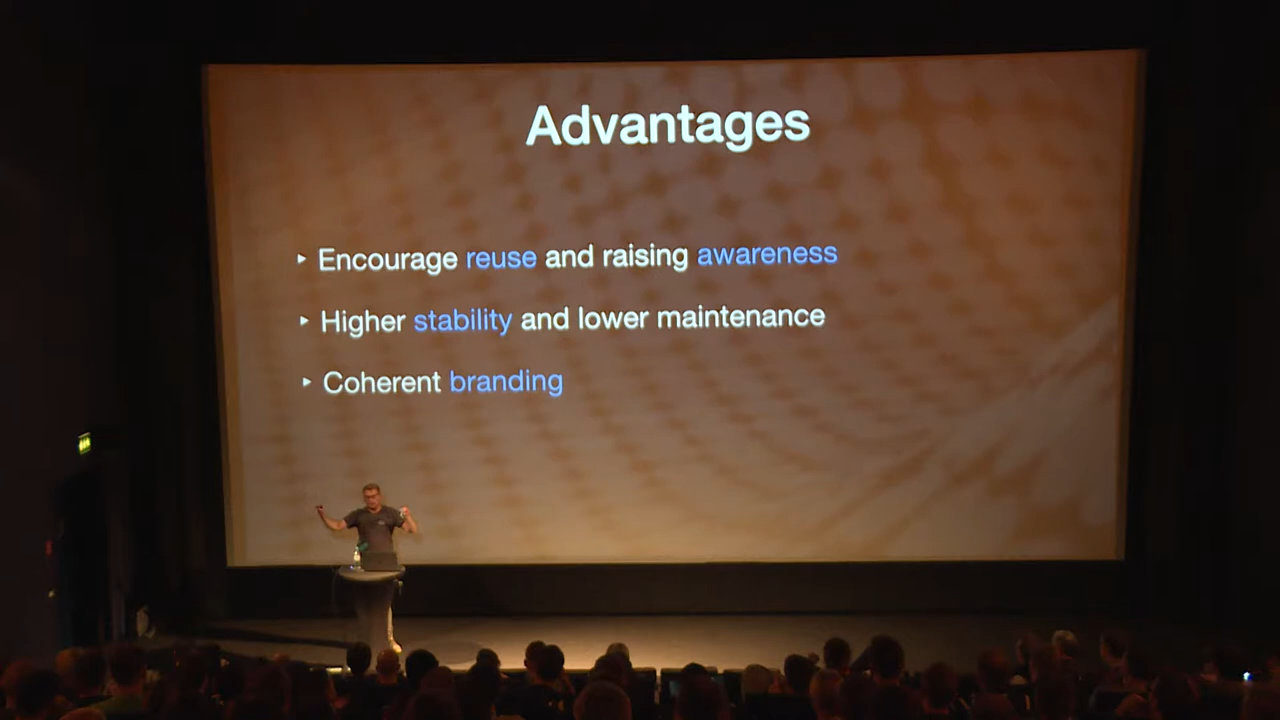 Advantages
‣ Encourage reuse and raising awareness
‣ Higher stability and lower maintenance
‣ Coherent branding